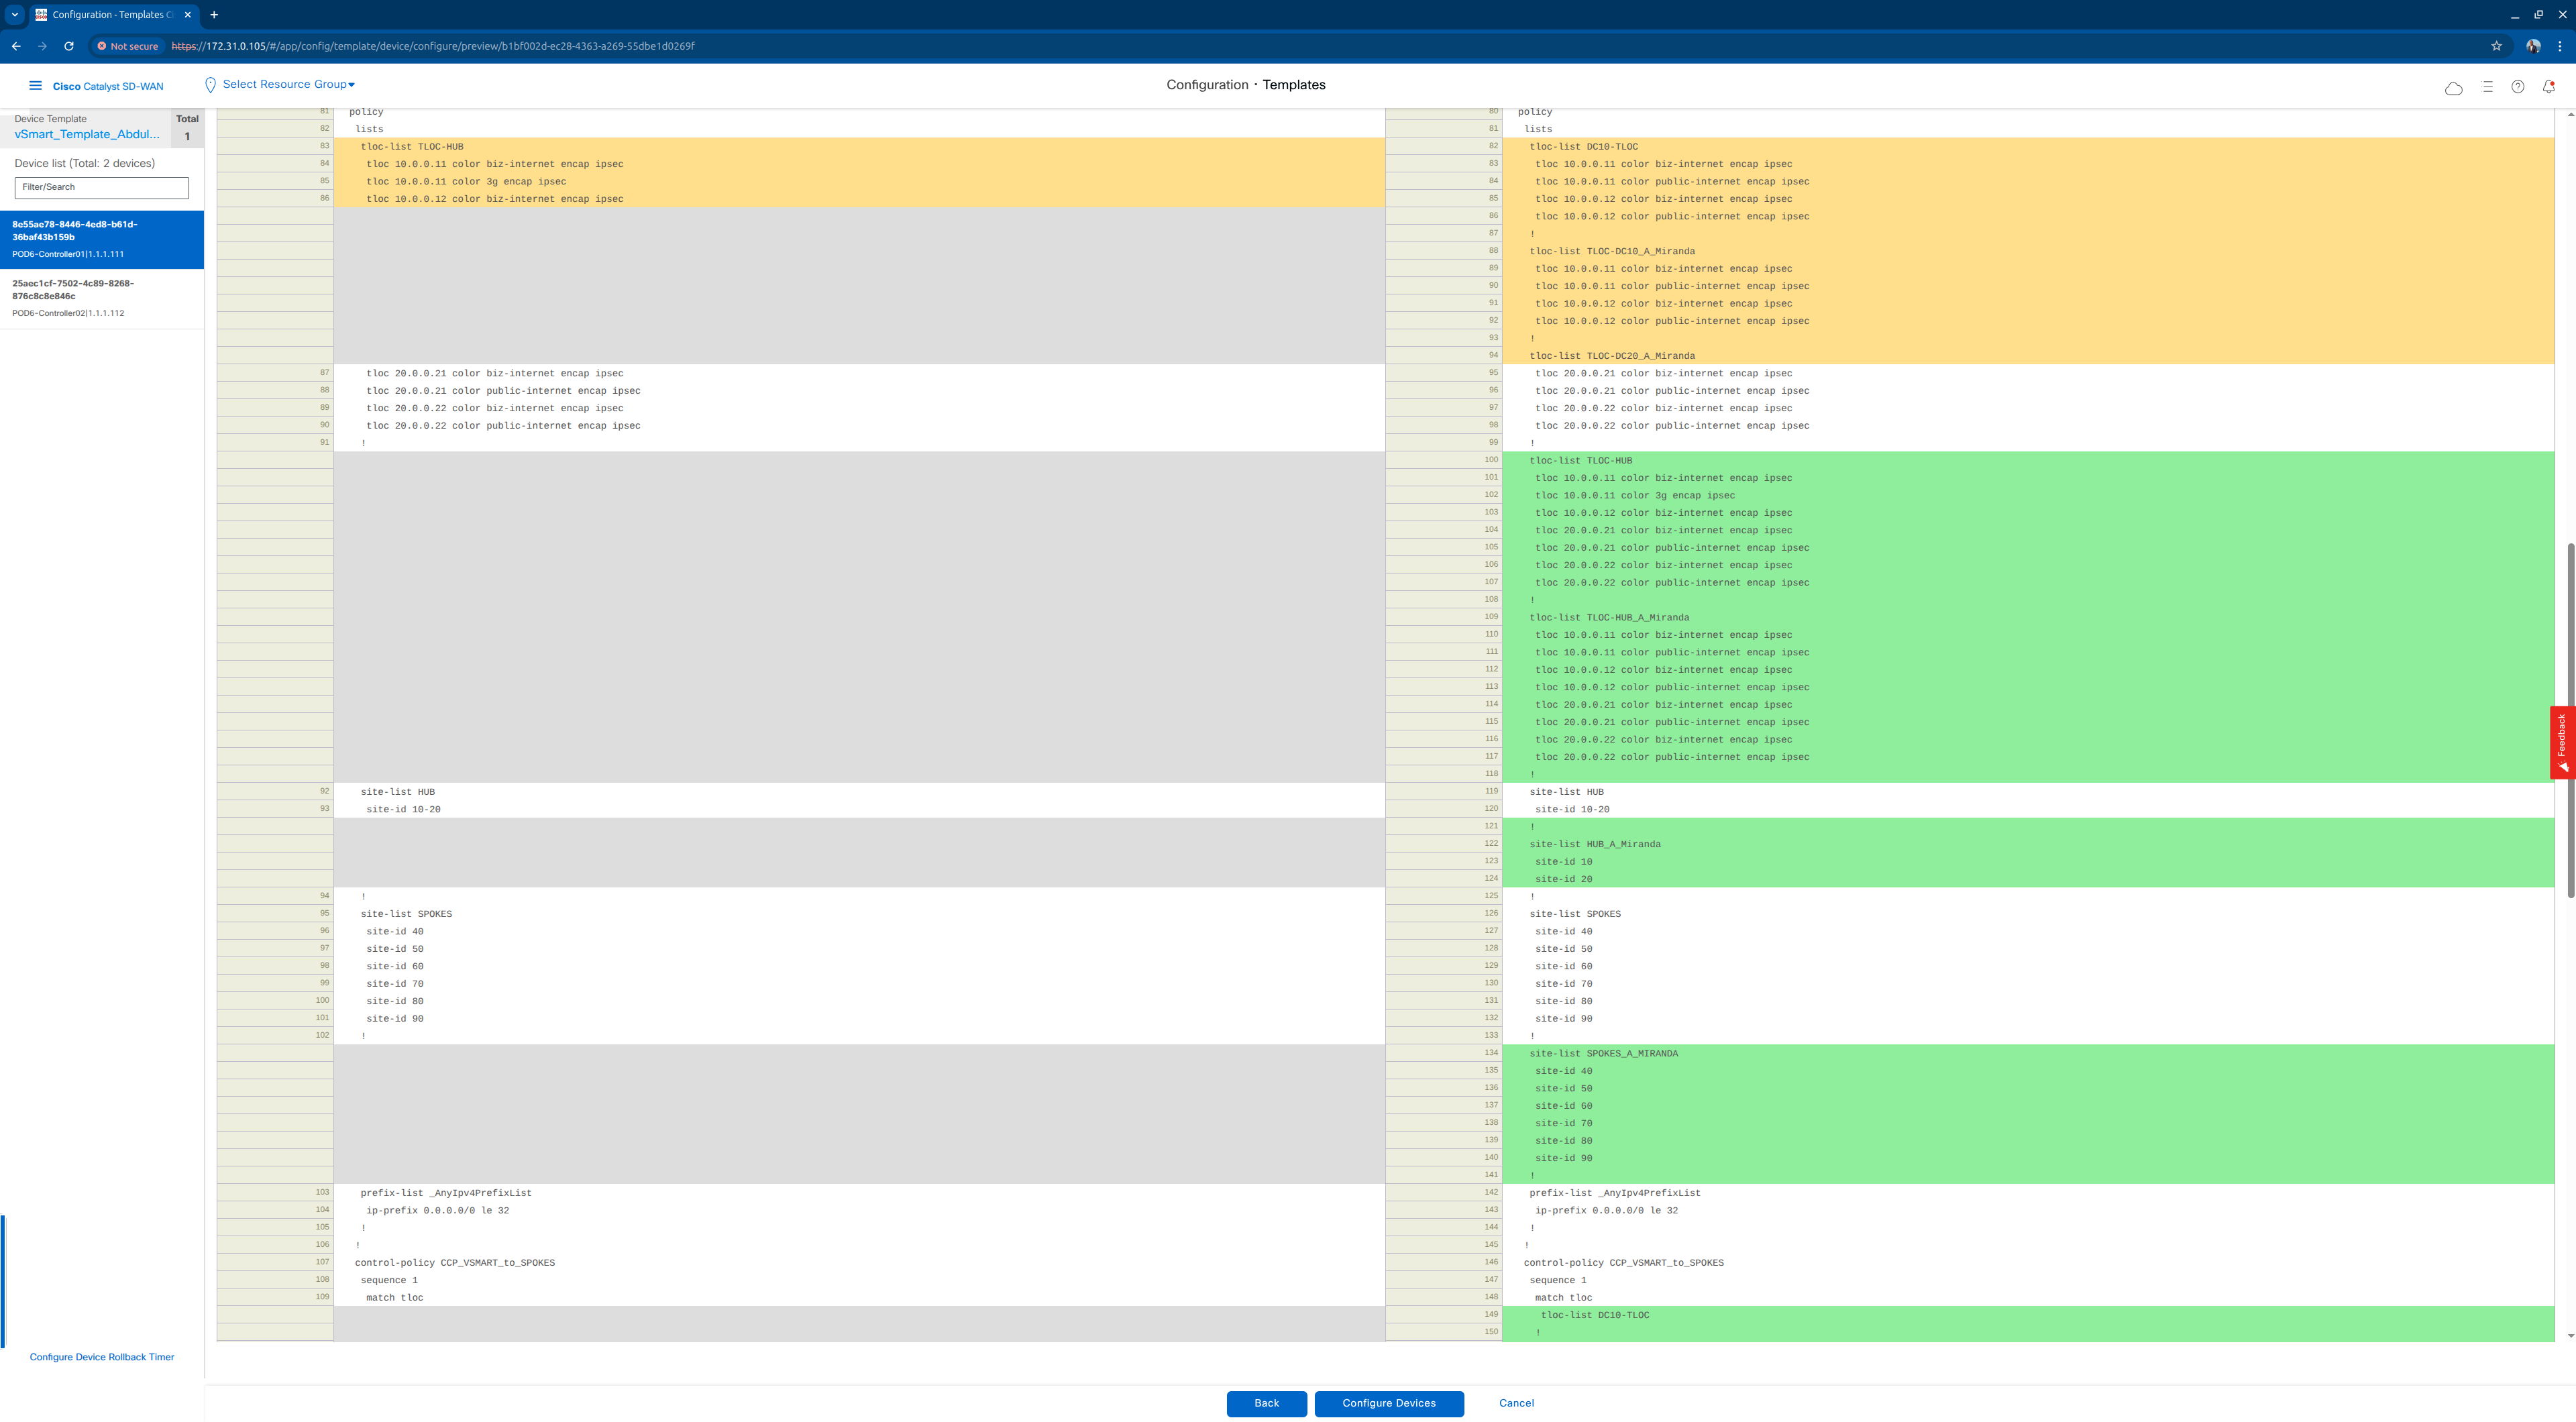 Configuration - Templates C
Not secure https://172.31.0.105/#/app/config/template/device/configure/preview/b1bf002d-ec28-4363-a269-55dbe1d0269f
Cisco Catalyst SD-WAN
Select Resource Group
Configuration · Templates
Device Template
vSmart_Template_Abdul...
Total
1
Device list (Total: 2 devices)
Filter/Search
8e55ae78-8446-4ed8-b61d-
36baf43b159b
POD6-Controller01|1.1.1.111
25aec1cf-7502-4c89-8268-
876c8c8e846c
POD6-Controller02|1.1.1.112
Configure Device Rollback Timer
81 policy
82 lists
83 tloc-list TLOC-HUB
84 tloc 10.0.0.11 color biz-internet encap ipsec
85 tloc 10.0.0.11 color 3g encap ipsec
86 tloc 10.0.0.12 color biz-internet encap ipsec
87 tloc 20.0.0.21 color biz-internet encap ipsec
88 tloc 20.0.0.21 color public-internet encap ipsec
89 tloc 20.0.0.22 color biz-internet encap ipsec
90 tloc 20.0.0.22 color public-internet encap ipsec
91 !
92 site-list HUB
93 site-id 10-20
94 !
95 site-list SPOKES
96 site-id 40
97 site-id 50
98 site-id 60
99 site-id 70
100 site-id 80
101 site-id 90
102 !
103 prefix-list _AnyIpv4PrefixList
104 ip-prefix 0.0.0.0/0 le 32
105 !
106 !
107 control-policy CCP_VSMART_to_SPOKES
108 sequence 1
109 match tloc
80 policy
81 lists
82 tloc-list DC10-TLOC
83 tloc 10.0.0.11 color biz-internet encap ipsec
84 tloc 10.0.0.11 color public-internet encap ipsec
85 tloc 10.0.0.12 color biz-internet encap ipsec
86 tloc 10.0.0.12 color public-internet encap ipsec
87 !
88 tloc-list TLOC-DC10_A_Miranda
89 tloc 10.0.0.11 color biz-internet encap ipsec
90 tloc 10.0.0.11 color public-internet encap ipsec
91 tloc 10.0.0.12 color biz-internet encap ipsec
92 tloc 10.0.0.12 color public-internet encap ipsec
93 !
94 tloc-list TLOC-DC20_A_Miranda
95 tloc 20.0.0.21 color biz-internet encap ipsec
96 tloc 20.0.0.21 color public-internet encap ipsec
97 tloc 20.0.0.22 color biz-internet encap ipsec
98 tloc 20.0.0.22 color public-internet encap ipsec
99 !
100 tloc-list TLOC-HUB
101 tloc 10.0.0.11 color biz-internet encap ipsec
102 tloc 10.0.0.11 color 3g encap ipsec
103 tloc 10.0.0.12 color biz-internet encap ipsec
104 tloc 20.0.0.21 color biz-internet encap ipsec
105 tloc 20.0.0.21 color public-internet encap ipsec
106 tloc 20.0.0.22 color biz-internet encap ipsec
107 tloc 20.0.0.22 color public-internet encap ipsec
108 !
109 tloc-list TLOC-HUB_A_Miranda
110 tloc 10.0.0.11 color biz-internet encap ipsec
111 tloc 10.0.0.11 color public-internet encap ipsec
112 tloc 10.0.0.12 color biz-internet encap ipsec
113 tloc 10.0.0.12 color public-internet encap ipsec
114 tloc 20.0.0.21 color biz-internet encap ipsec
115 tloc 20.0.0.21 color public-internet encap ipsec
116 tloc 20.0.0.22 color biz-internet encap ipsec
117 tloc 20.0.0.22 color public-internet encap ipsec
118 !
119 site-list HUB
120 site-id 10-20
121 !
122 site-list HUB_A_Miranda
123 site-id 10
124 site-id 20
125 !
126 site-list SPOKES
127 site-id 40
128 site-id 50
129 site-id 60
130 site-id 70
131 site-id 80
132 site-id 90
133 !
134 site-list SPOKES_A_MIRANDA
135 site-id 40
136 site-id 50
137 site-id 60
138 site-id 70
139 site-id 80
140 site-id 90
141 !
142 prefix-list _AnyIpv4PrefixList
143 ip-prefix 0.0.0.0/0 le 32
144 !
145 !
146 control-policy CCP_VSMART_to_SPOKES
147 sequence 1
148 match tloc
149 tloc-list DC10-TLOC
150 !
Feedback
Back
Configure Devices
Cancel